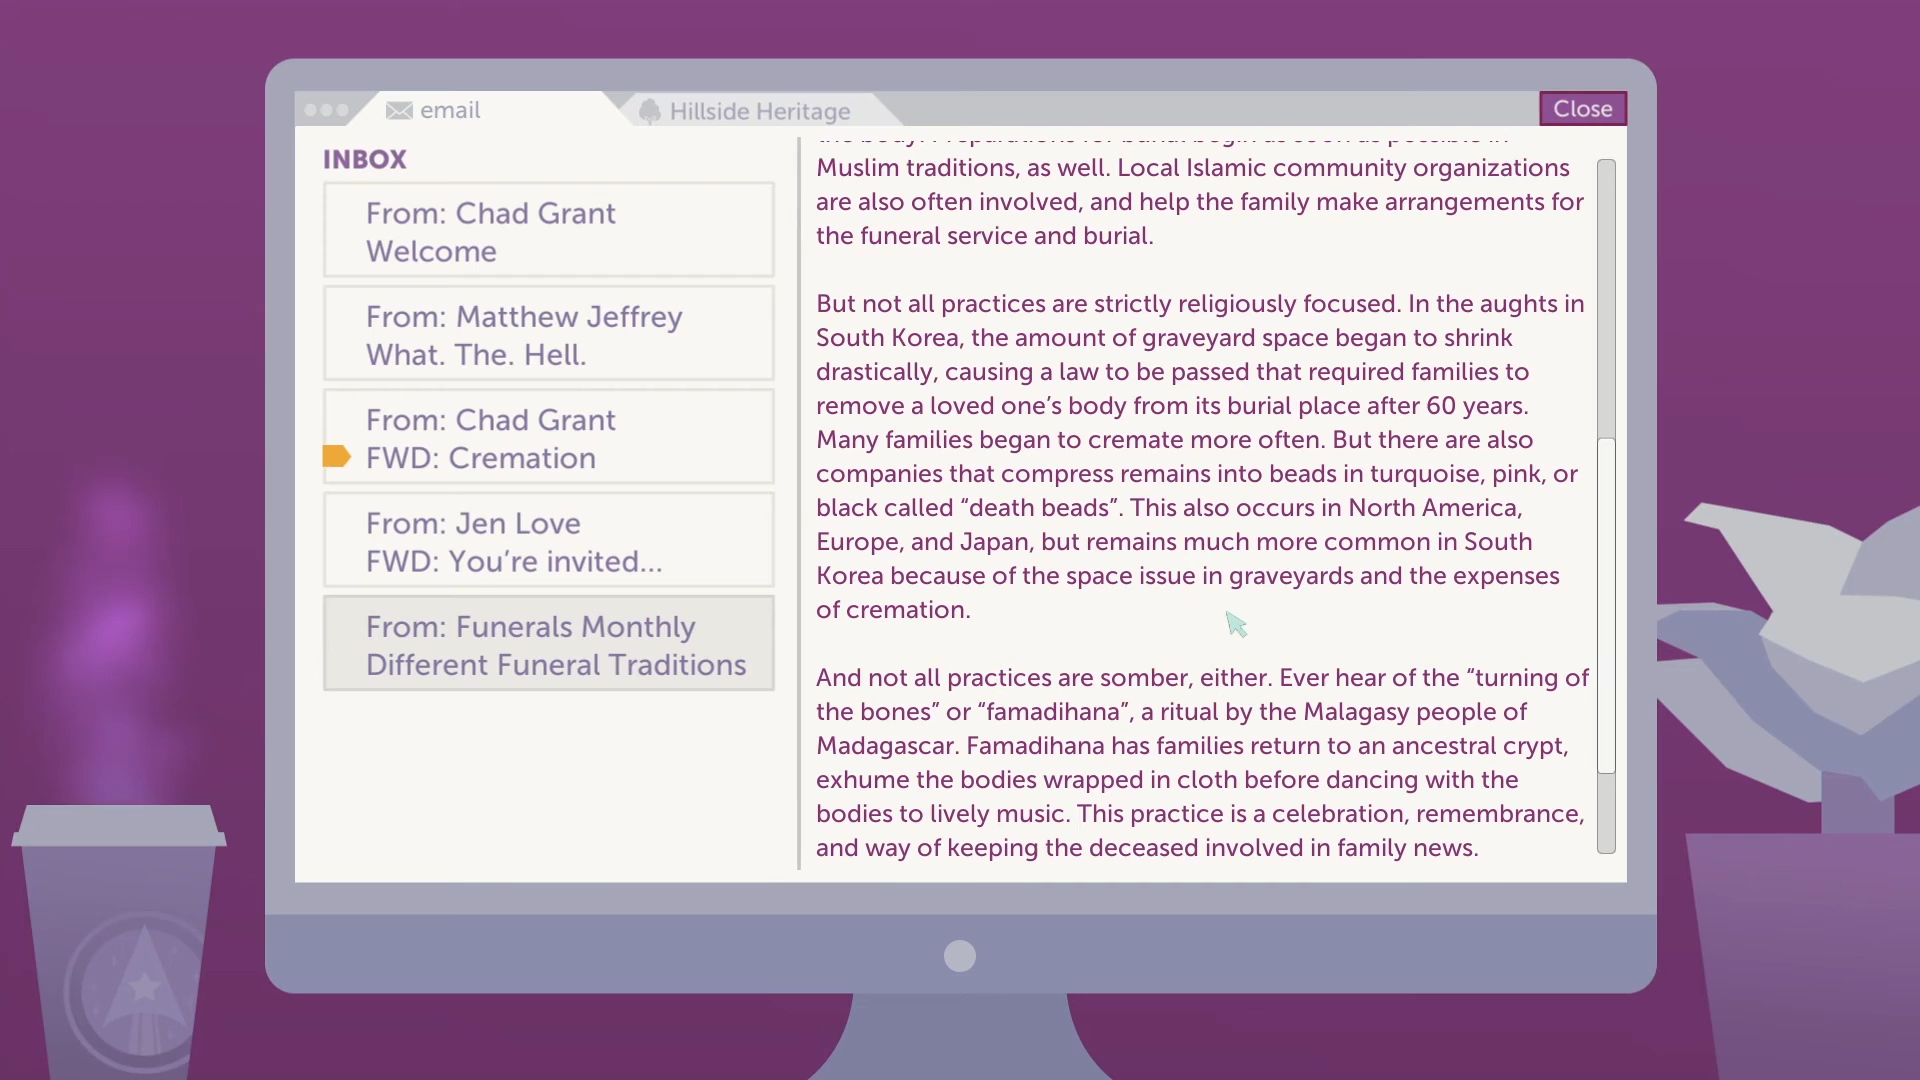 email
Hillside Heritage
Close
INBOX
From: Chad Grant
Welcome
From: Matthew Jeffrey
What. The. Hell.
From: Chad Grant
FWD: Cremation
From: Jen Love
FWD: You’re invited...
From: Funerals Monthly
Different Funeral Traditions
the body. Preparations for burial begin as soon as possible in
Muslim traditions, as well. Local Islamic community organizations
are also often involved, and help the family make arrangements for
the funeral service and burial.
But not all practices are strictly religiously focused. In the aughts in
South Korea, the amount of graveyard space began to shrink
drastically, causing a law to be passed that required families to
remove a loved one’s body from its burial place after 60 years.
Many families began to cremate more often. But there are also
companies that compress remains into beads in turquoise, pink, or
black called “death beads”. This also occurs in North America,
Europe, and Japan, but remains much more common in South
Korea because of the space issue in graveyards and the expenses
of cremation.
And not all practices are somber, either. Ever hear of the “turning of
the bones” or “famadihana”, a ritual by the Malagasy people of
Madagascar. Famadihana has families return to an ancestral crypt,
exhume the bodies wrapped in cloth before dancing with the
bodies to lively music. This practice is a celebration, remembrance,
and way of keeping the deceased involved in family news.